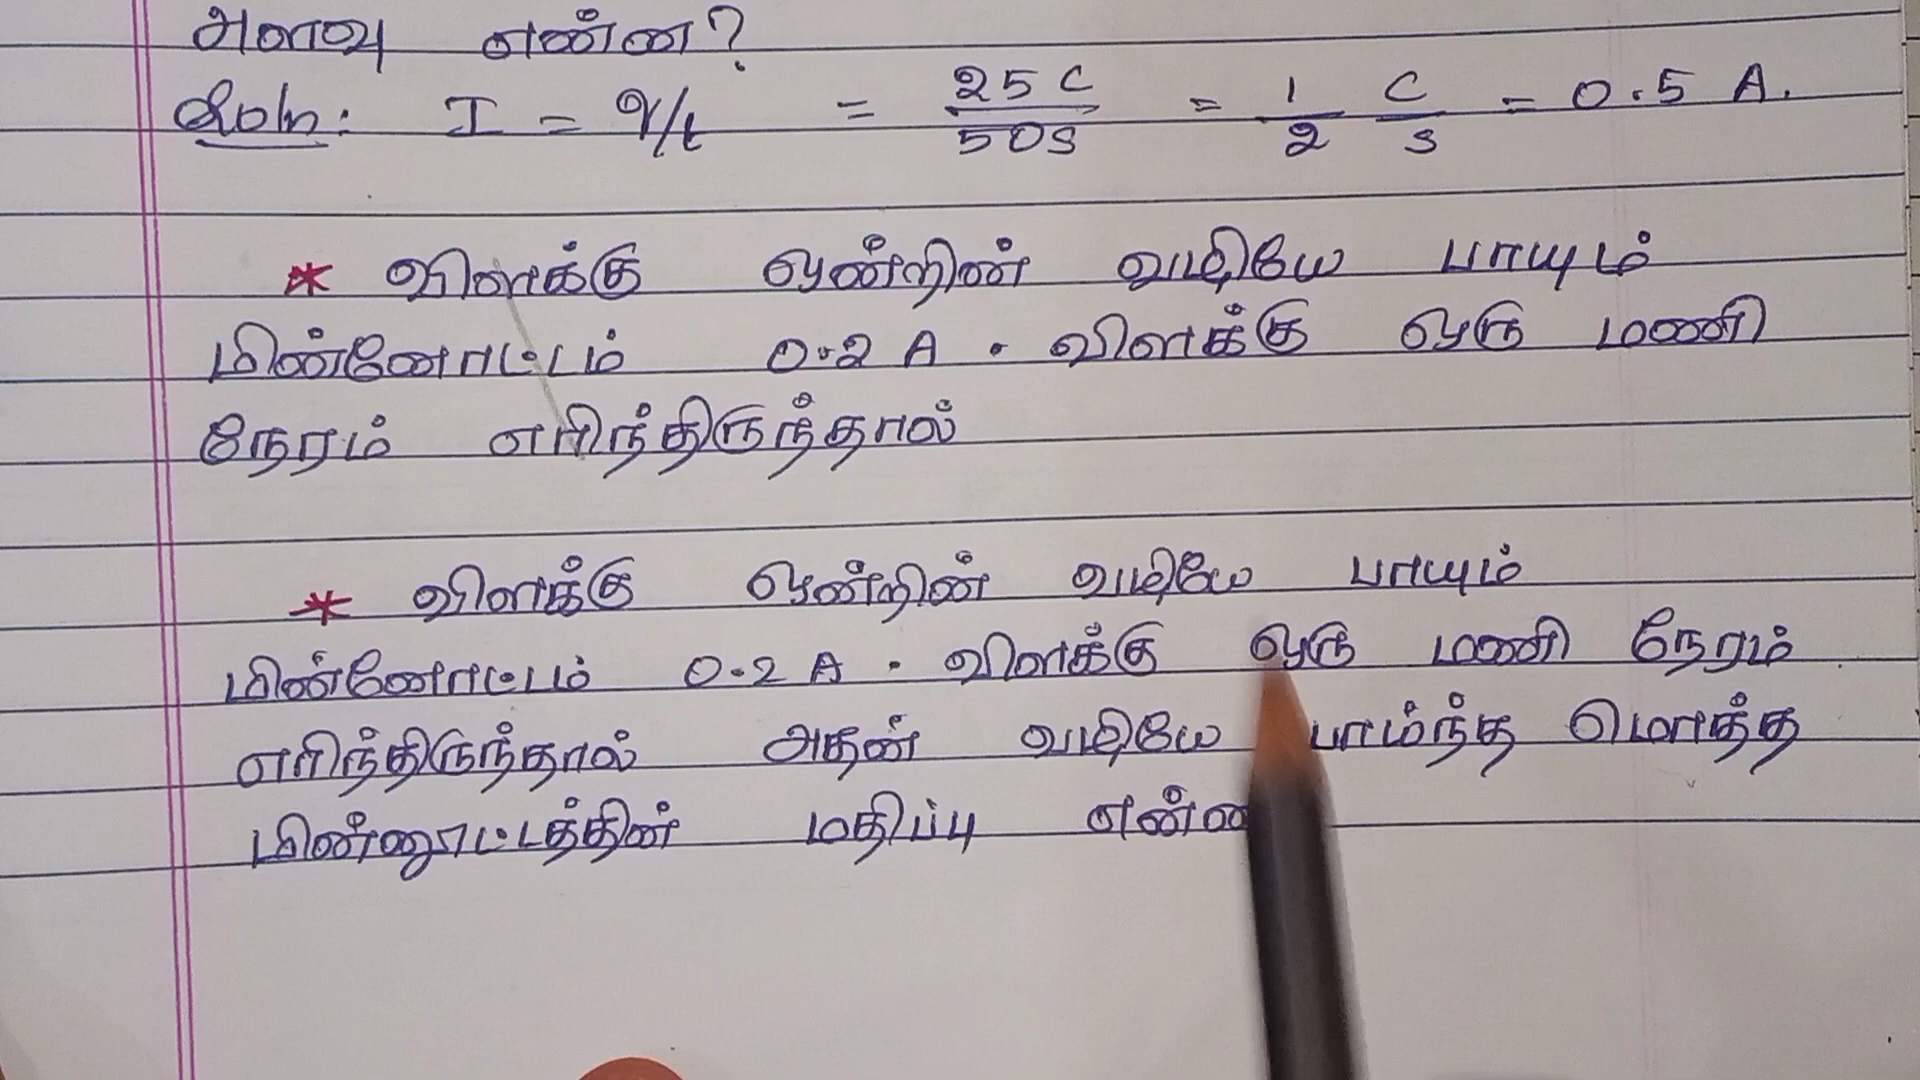 அளவு என்ன?
Soln: I = q/t = 25 C / 50 S = 1/2 C/s = 0.5 A.
* விளக்கு ஒன்றின் வழியே பாயும்
மின்னோட்டம் 0.2 A. விளக்கு ஒரு மணி
நேரம் எரிந்திருந்தால்
* விளக்கு ஒன்றின் வழியே பாயும்
மின்னோட்டம் 0.2 A. விளக்கு ஒரு மணி நேரம்
எரிந்திருந்தால் அதன் வழியே பாய்ந்த மொத்த
மின்னூட்டத்தின் மதிப்பு என்ன